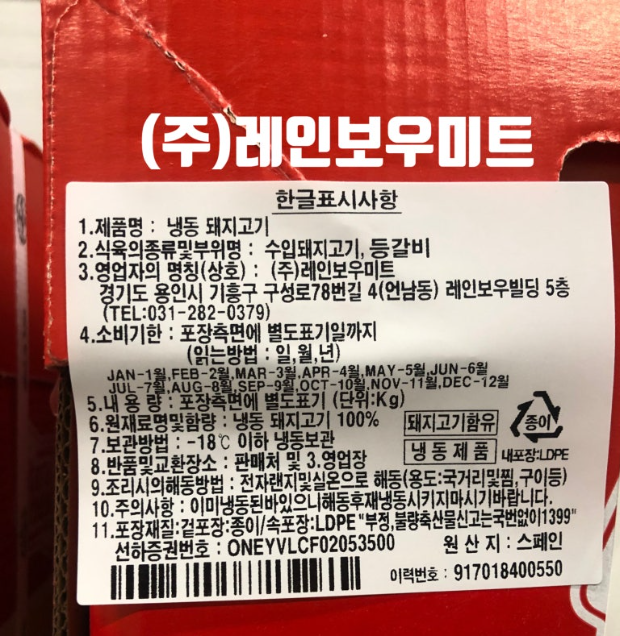 (주)레인보우미트
한글표시사항
1.제품명 : 냉동 돼지고기
2.식육의종류및부위명 : 수입돼지고기, 등갈비
3.영업자의 명칭(상호) : (주)레인보우미트
경기도 용인시 기흥구 구성로78번길 4(언남동) 레인보우빌딩 5층
(TEL:031-282-0379)
4.소비기한 : 포장측면에 별도표기일까지
(읽는방법 : 일,월,년)
JAN-1월,FEB-2월,MAR-3월,APR-4월,MAY-5월,JUN-6월
JUL-7월,AUG-8월,SEP-9월,OCT-10월,NOV-11월,DEC-12월
5.내 용 량 : 포장측면에 별도표기 (단위:Kg)
6.원재료명및함량 : 냉동 돼지고기 100% 돼지고기함유 종이
7.보관방법 : -18℃ 이하 냉동보관 냉동제품 내포장:LDPE
8.반품및교환장소 : 판매처 및 3.영업장
9.조리시의해동방법 : 전자랜지및실온으로 해동(용도:국거리및찜,구이등)
10.주의사항 : 이미냉동된바있으니해동후재냉동시키지마시기바랍니다.
11.포장재질:겉포장:종이/속포장:LDPE "부정,불량축산물신고는국번없이1399"
선하증권번호 : ONEYVLCF02053500 원 산 지 : 스페인
이력번호 : 917018400550